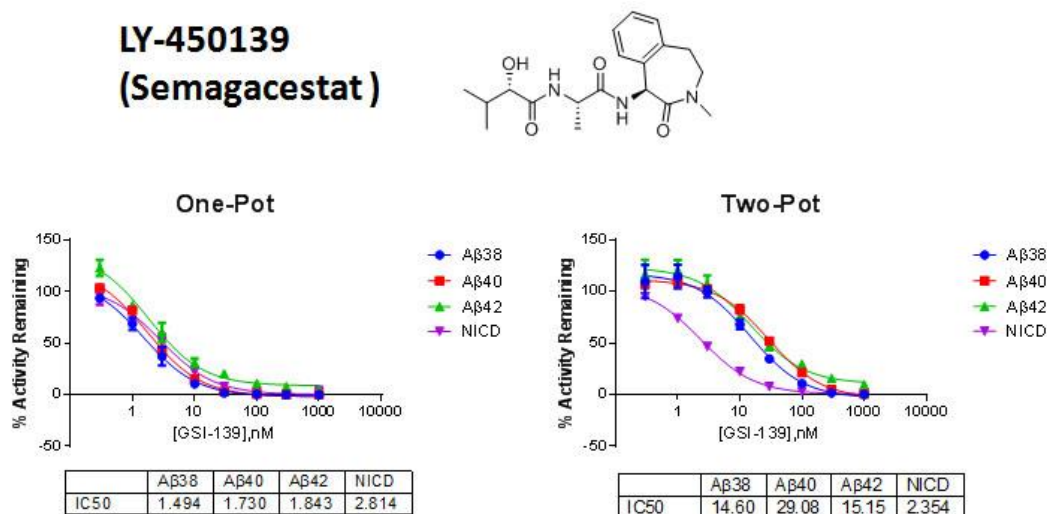 LY-450139
(Semagacestat )
OH
H
N
O
O
N
H
O
N
One-Pot
150
100
50
0
-50
% Activity Remaining
1 10 100 1000 10000
[GSI-139],nM
Aβ38
Aβ40
Aβ42
NICD
Aβ38 Aβ40 Aβ42 NICD
IC50 1.494 1.730 1.843 2.814
Two-Pot
150
100
50
0
-50
% Activity Remaining
1 10 100 1000 10000
[GSI-139],nM
Aβ38
Aβ40
Aβ42
NICD
Aβ38 Aβ40 Aβ42 NICD
IC50 14.60 29.08 15.15 2.354